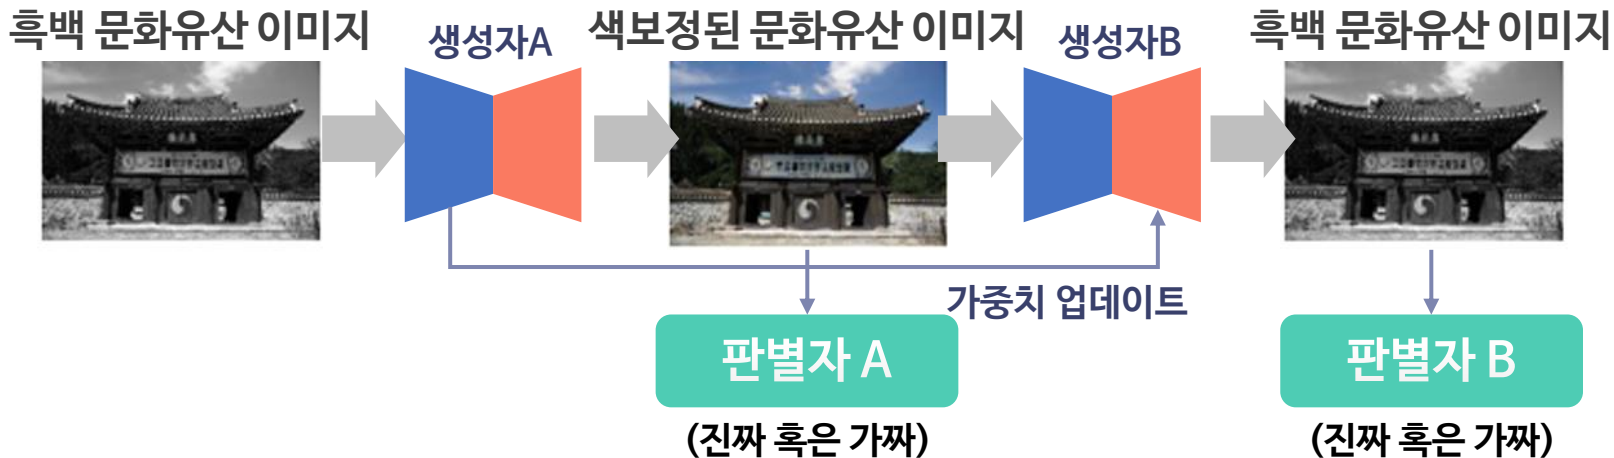 흑백 문화유산 이미지
생성자A
색보정된 문화유산 이미지
생성자B
흑백 문화유산 이미지
가중치 업데이트
판별자 A
판별자 B
(진짜 혹은 가짜)
(진짜 혹은 가짜)